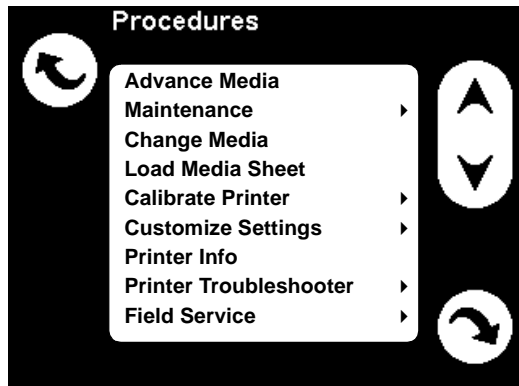 Procedures
Advance Media
Maintenance
Change Media
Load Media Sheet
Calibrate Printer
Customize Settings
Printer Info
Printer Troubleshooter
Field Service